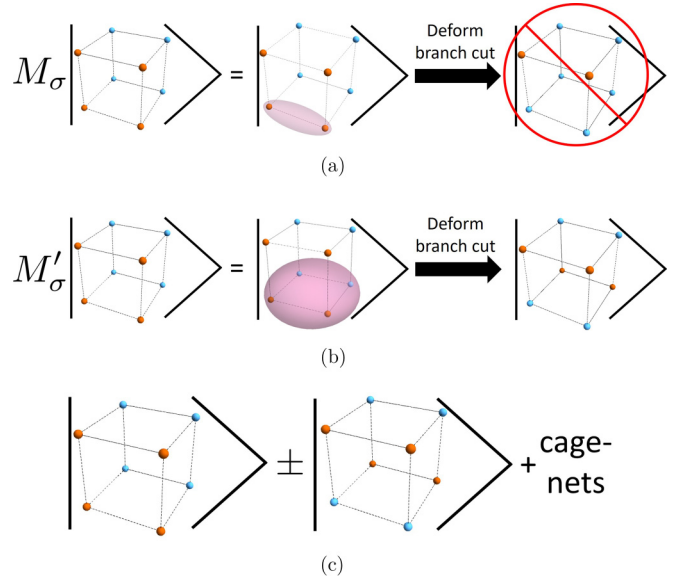 Mσ = Deform
branch cut
(a)
M′σ = Deform
branch cut
(b)
± + cage-
nets
(c)